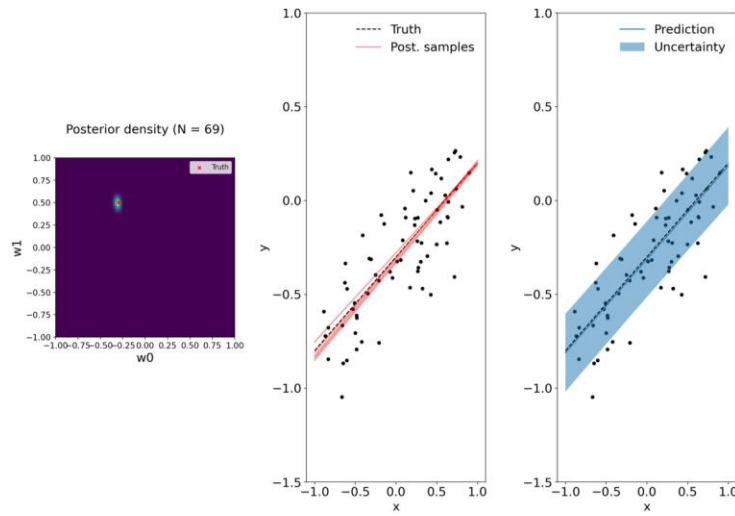 Posterior density (N = 69)
Truth
1.00
0.75
0.50
0.25
0.00
−0.25
−0.50
−0.75
−1.00
w1
−1.00−0.75−0.50−0.25 0.00 0.25 0.50 0.75 1.00
w0
Truth
Post. samples
1.0
0.5
0.0
−0.5
−1.0
−1.5
y
−1.0 −0.5 0.0 0.5 1.0
x
Prediction
Uncertainty
1.0
0.5
0.0
−0.5
−1.0
−1.5
y
−1.0 −0.5 0.0 0.5 1.0
x